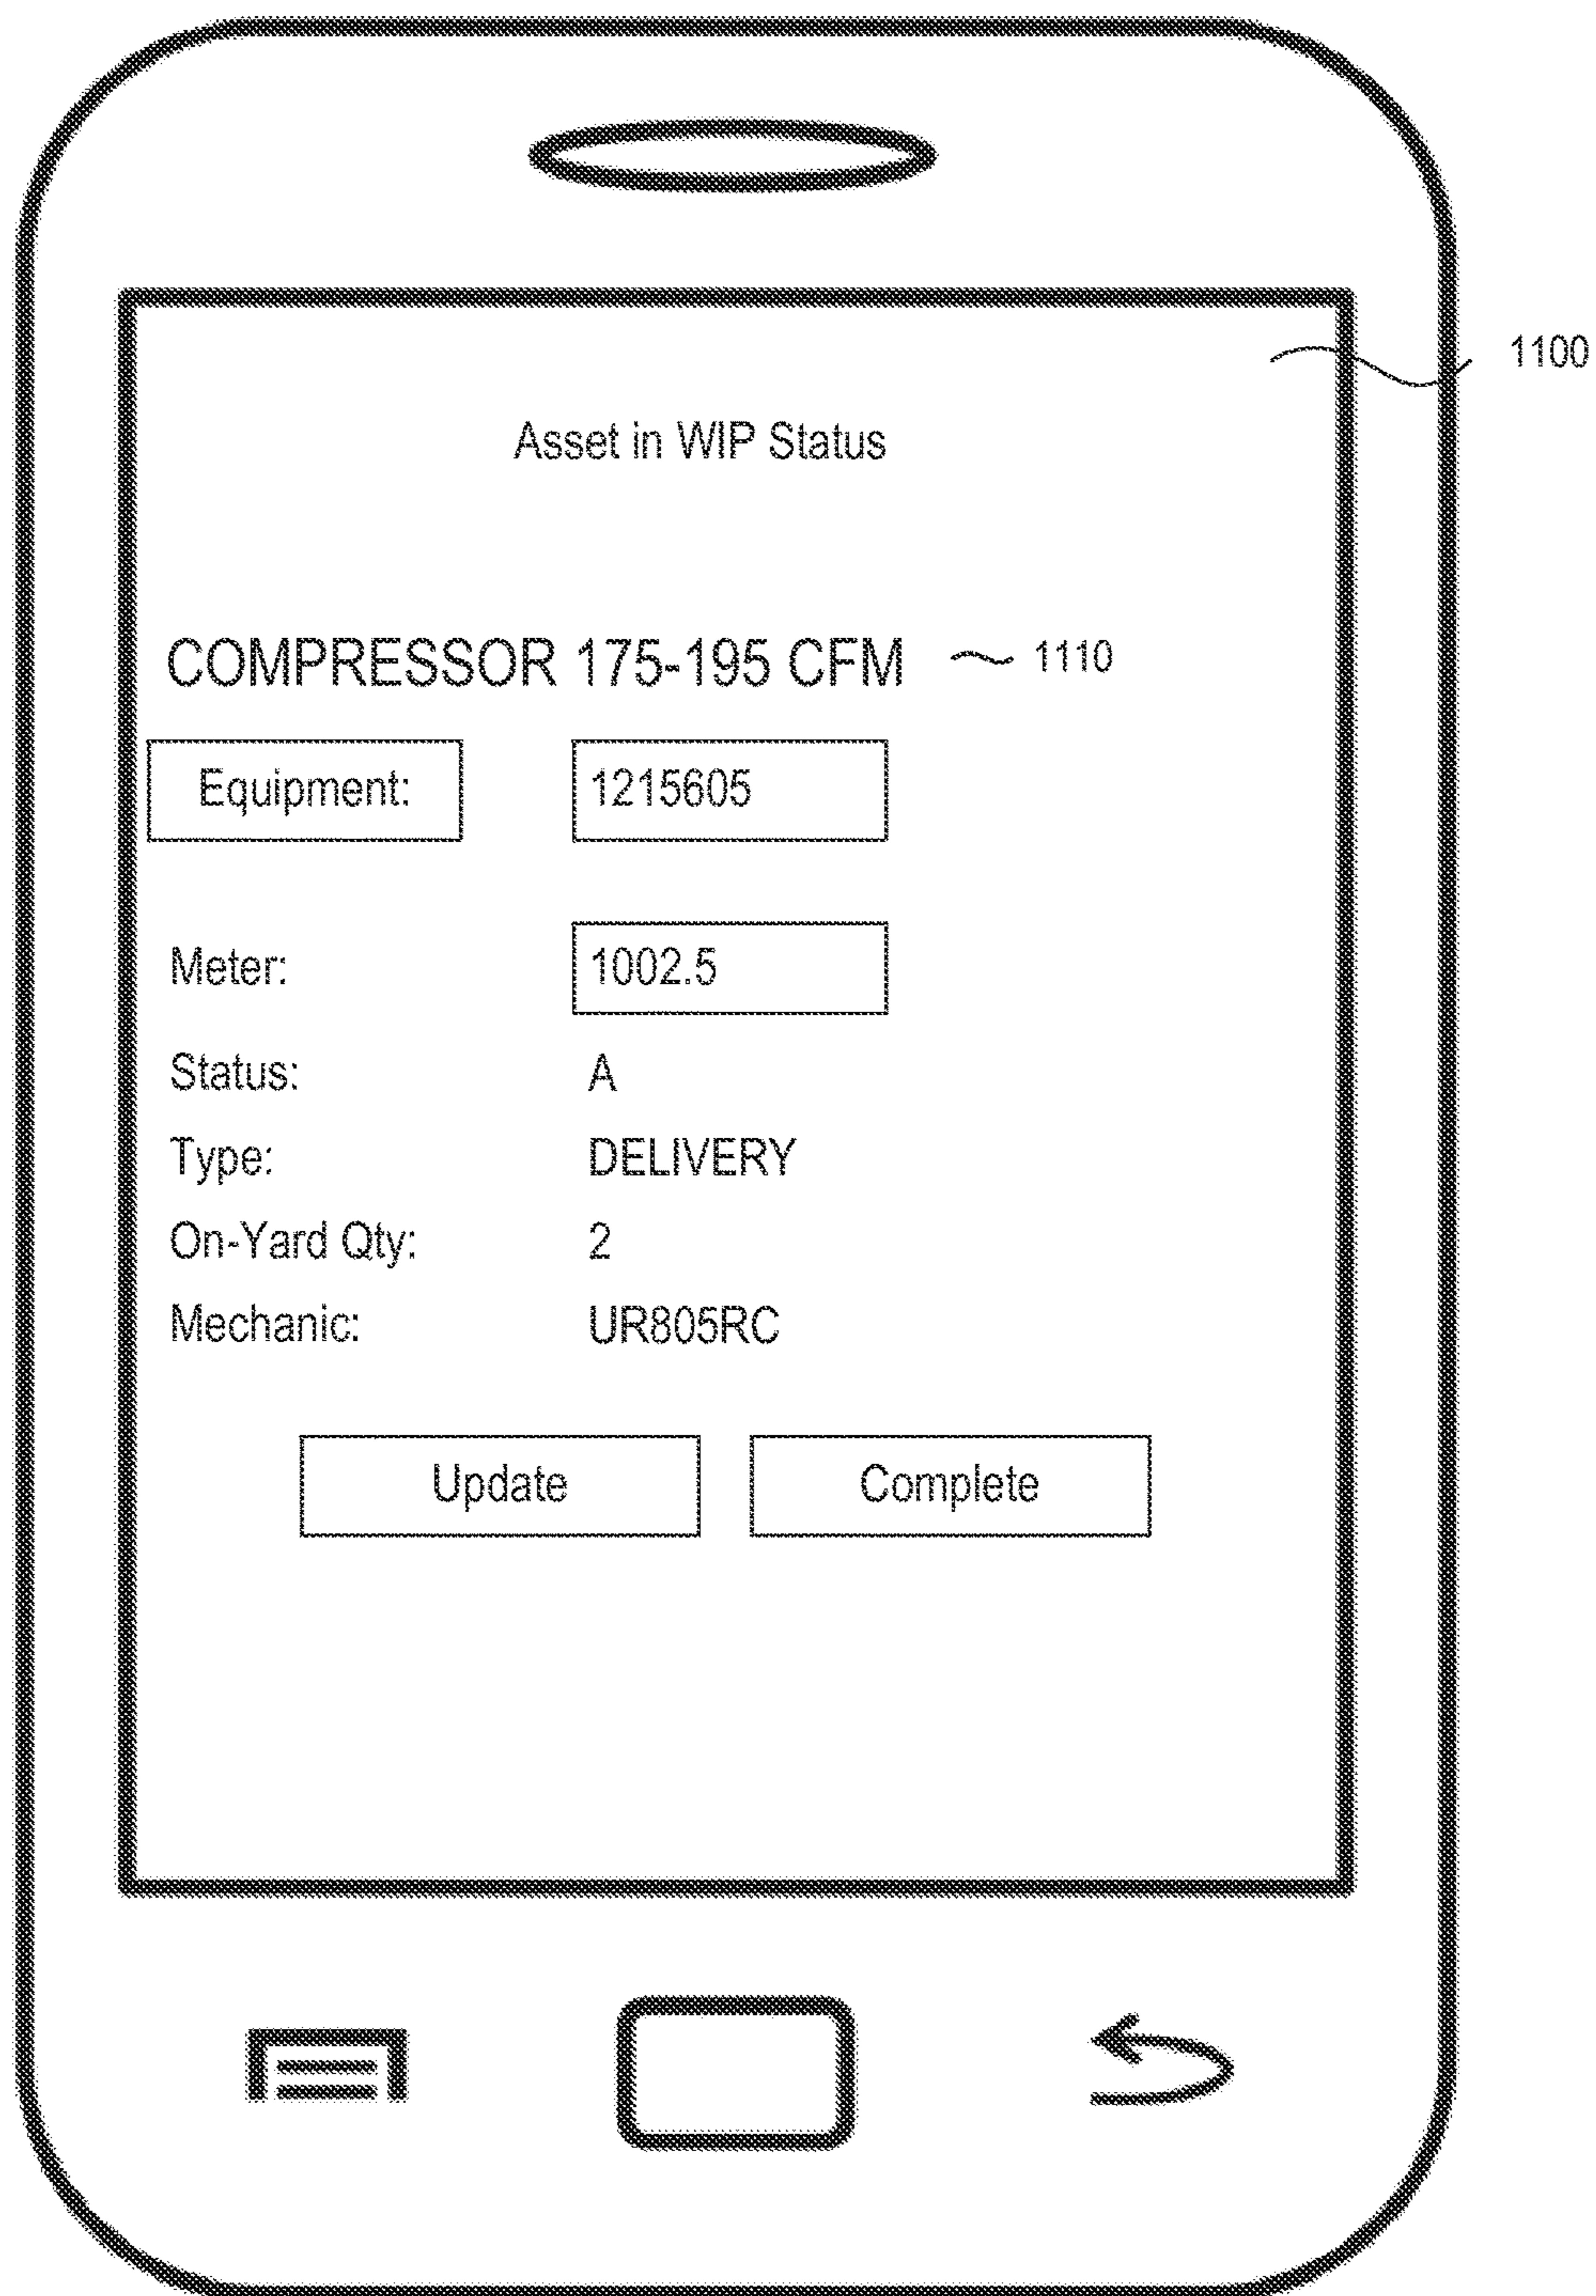 1100
Asset in WIP Status
COMPRESSOR 175-195 CFM 1110
Equipment: 1215605
Meter: 1002.5
Status: A
Type: DELIVERY
On-Yard Qty: 2
Mechanic: UR805RC
Update Complete